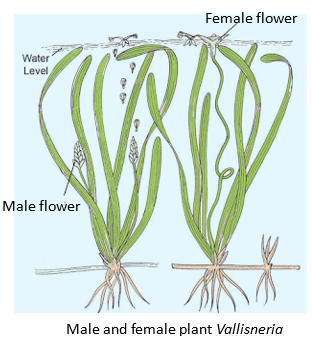 Female flower
Water
Level
Male flower
Male and female plant Vallisneria